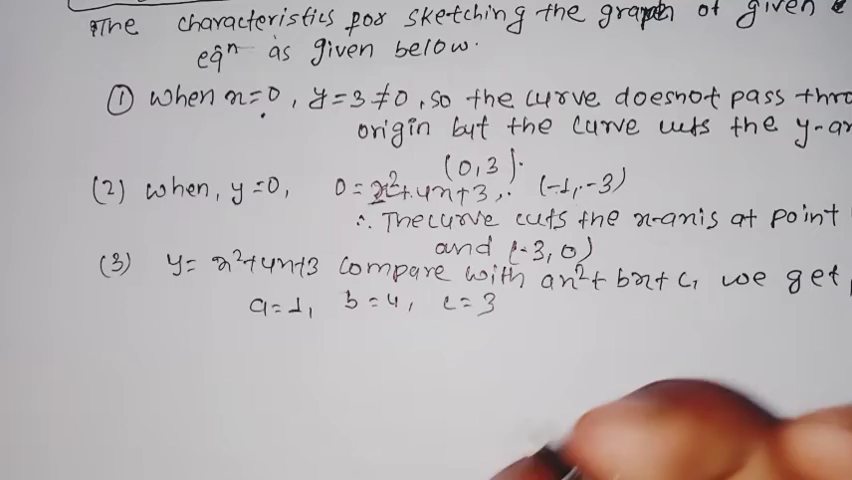 The characteristics for sketching the graph of given
eqⁿ as given below.
① when x=0, y=3≠0, so the curve doesnot pass thro
origin but the curve cuts the y-ax
(0,3).
(2) when, y=0, 0=x²+4x+3, (-1,-3)
∴ The curve cuts the x-axis at point
and (-3,0)
(3) y=x²+4x+3 compare with ax²+bx+c, we get,
a=1, b=4, c=3